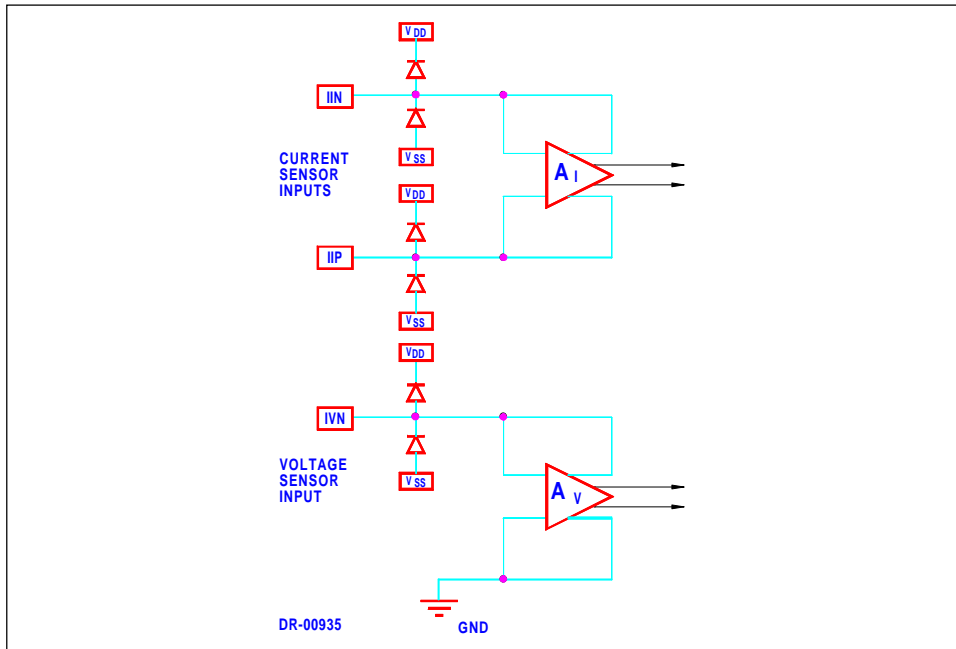 VDD
IIN
CURRENT
SENSOR
INPUTS
VSS
VDD
A I
IIP
VSS
VDD
IVN
VOLTAGE
SENSOR
INPUT
VSS
A V
DR-00935
GND